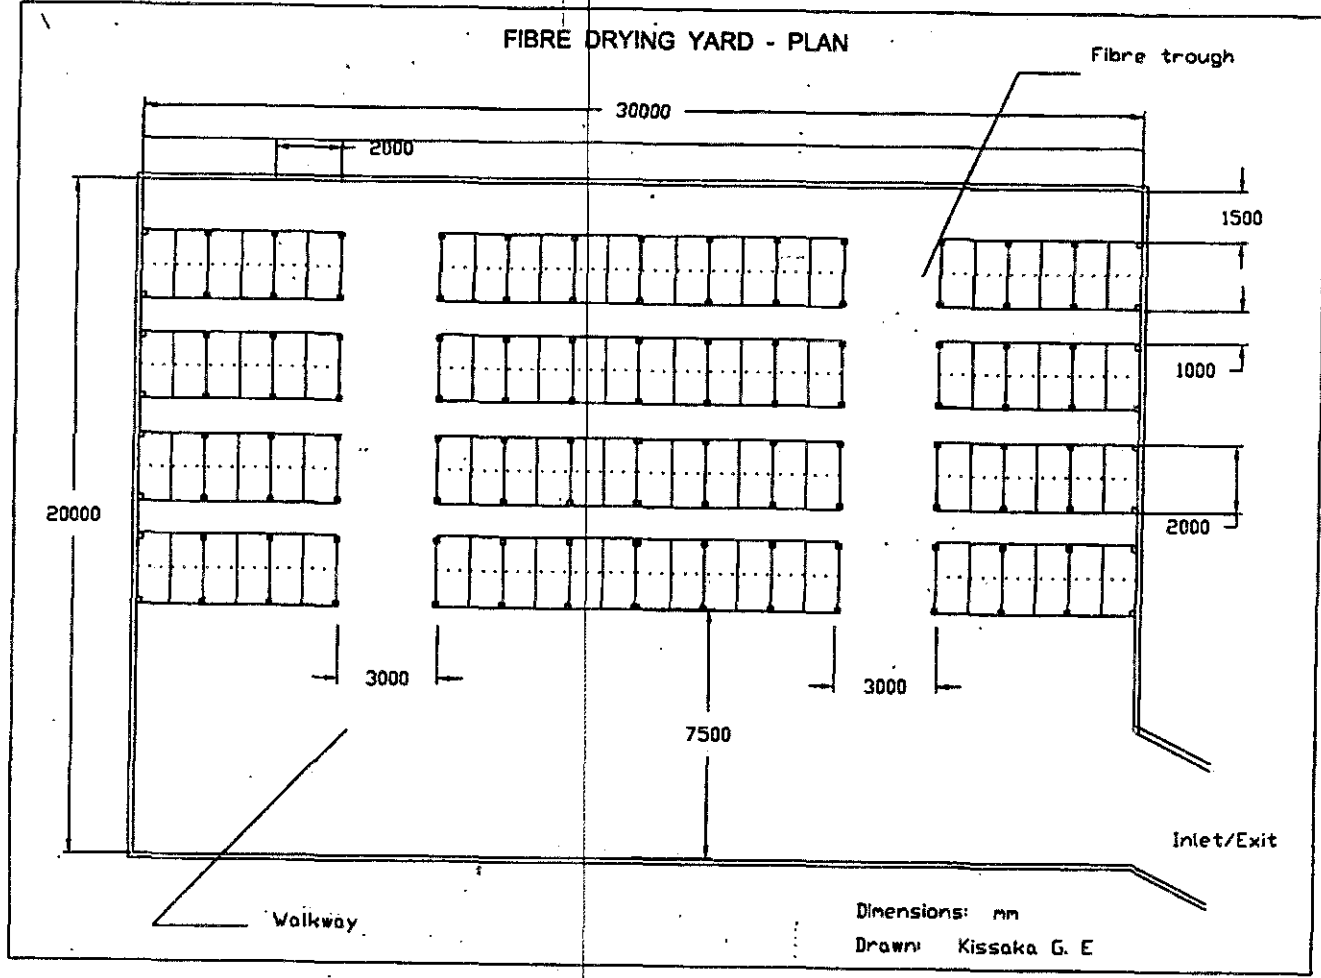 FIBRE DRYING YARD - PLAN
Fibre trough
30000
2000
1500
1000
20000
2000
3000
3000
7500
Inlet/Exit
Walkway
Dimensions: mm
Drawn: Kissaka G. E